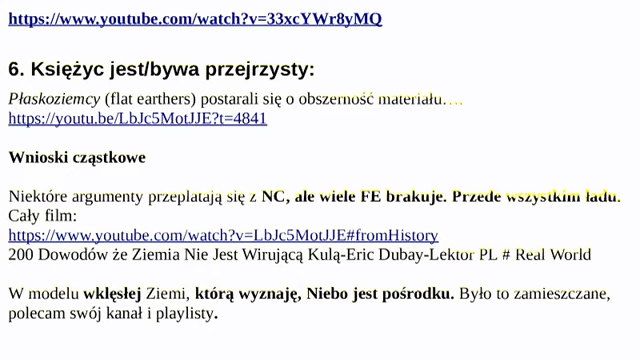 https://www.youtube.com/watch?v=33xcYWr8yMQ
6. Księżyc jest/bywa przejrzysty:
Płaskoziemcy (flat earthers) postarali się o obszerność materiału….
https://youtu.be/LbJc5MotJJE?t=4841
Wnioski cząstkowe
Niektóre argumenty przeplatają się z NC, ale wiele FE brakuje. Przede wszystkim ładu.
Cały film:
https://www.youtube.com/watch?v=LbJc5MotJJE#fromHistory
200 Dowodów że Ziemia Nie Jest Wirującą Kulą-Eric Dubay-Lektor PL # Real World
W modelu wklęsłej Ziemi, którą wyznaję, Niebo jest pośrodku. Było to zamieszczane,
polecam swój kanał i playlisty.